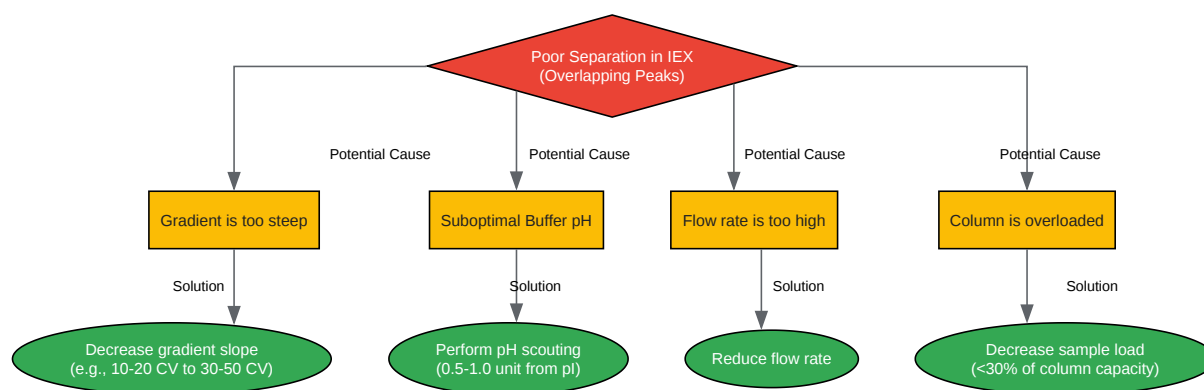 Poor Separation in IEX
(Overlapping Peaks)
Potential Cause
Potential Cause
Potential Cause
Potential Cause
Gradient is too steep
Suboptimal Buffer pH
Flow rate is too high
Column is overloaded
Solution
Solution
Solution
Solution
Decrease gradient slope
(e.g., 10-20 CV to 30-50 CV)
Perform pH scouting
(0.5-1.0 unit from pI)
Reduce flow rate
Decrease sample load
(<30% of column capacity)